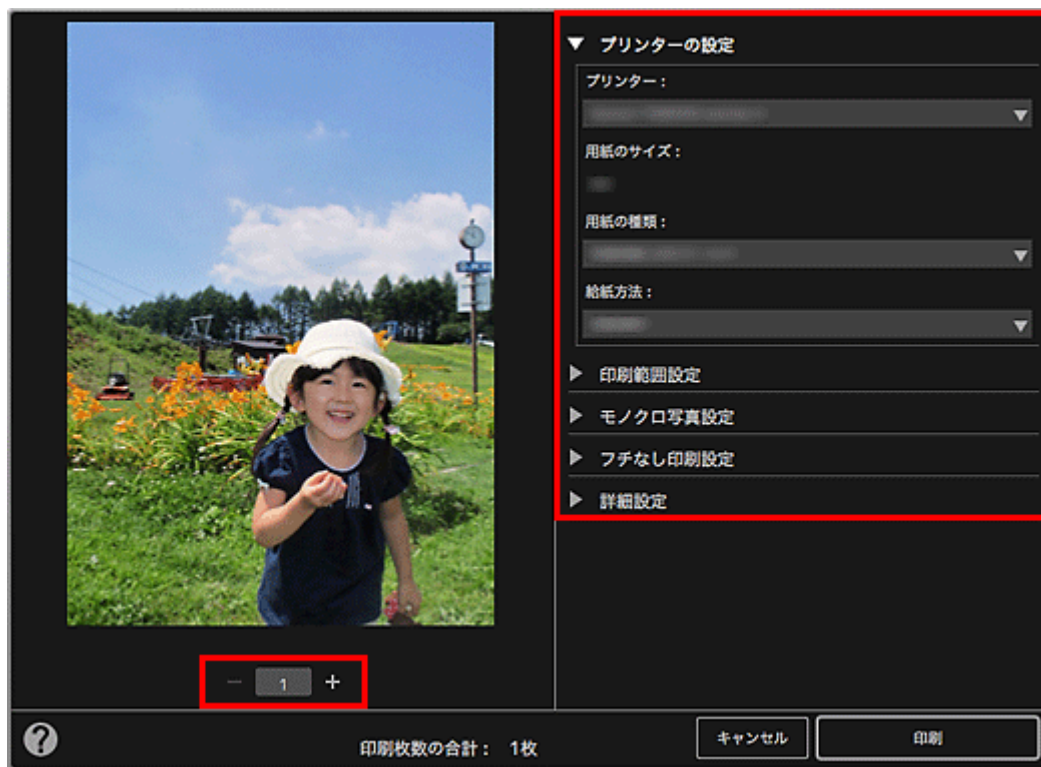 プリンターの設定
プリンター：
用紙のサイズ：
用紙の種類：
給紙方法：
印刷範囲設定
モノクロ写真設定
フチなし印刷設定
詳細設定
− 1 +
?
印刷枚数の合計： 1枚
キャンセル
印刷